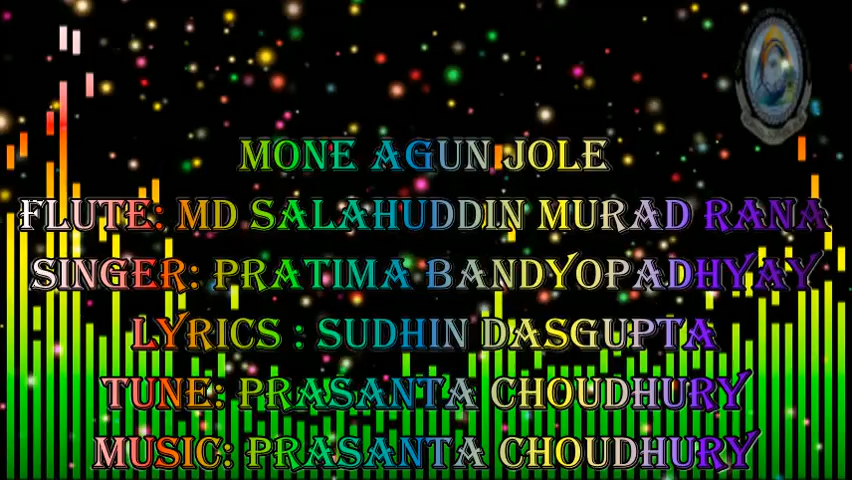 MONE AGUN JOLE
FLUTE: MD SALAHUDDIN MURAD RANA
SINGER: PRATIMA BANDYOPADHYAY
LYRICS : SUDHIN DASGUPTA
TUNE: PRASANTA CHOUDHURY
MUSIC: PRASANTA CHOUDHURY